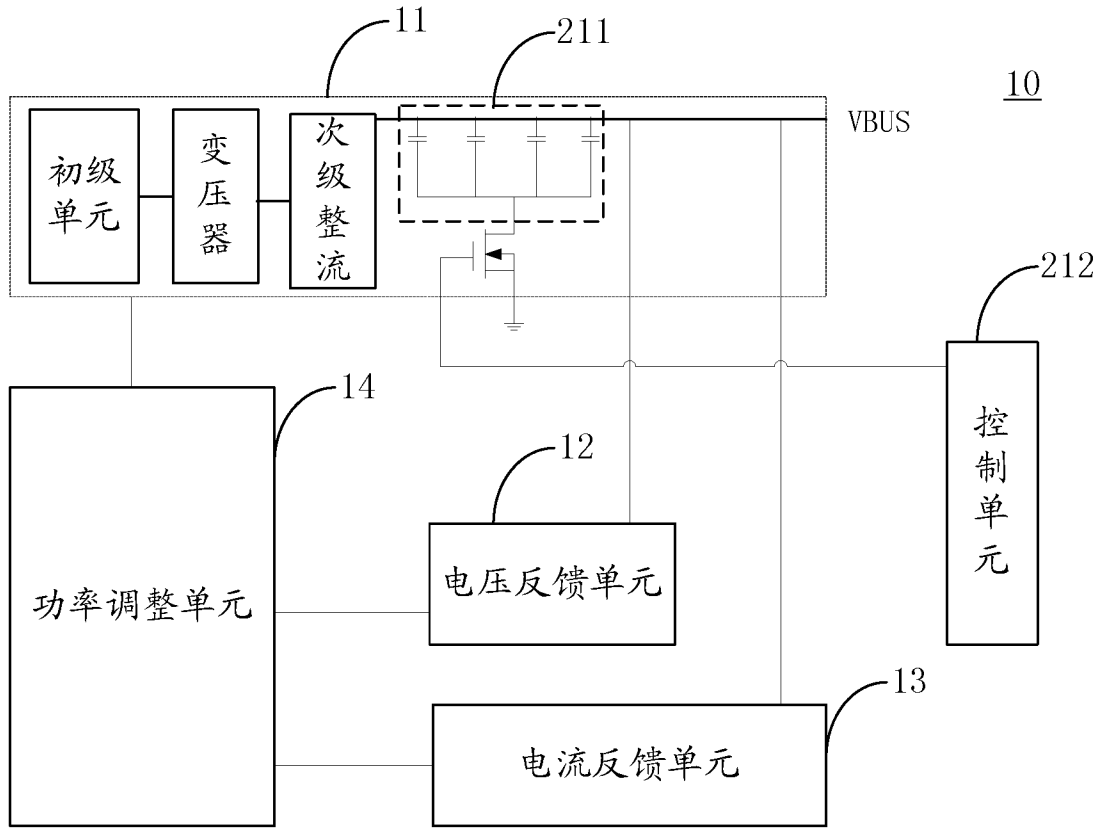 11
211
10
VBUS
初级单元
变压器
次级整流
212
14
12
控制单元
功率调整单元
电压反馈单元
13
电流反馈单元